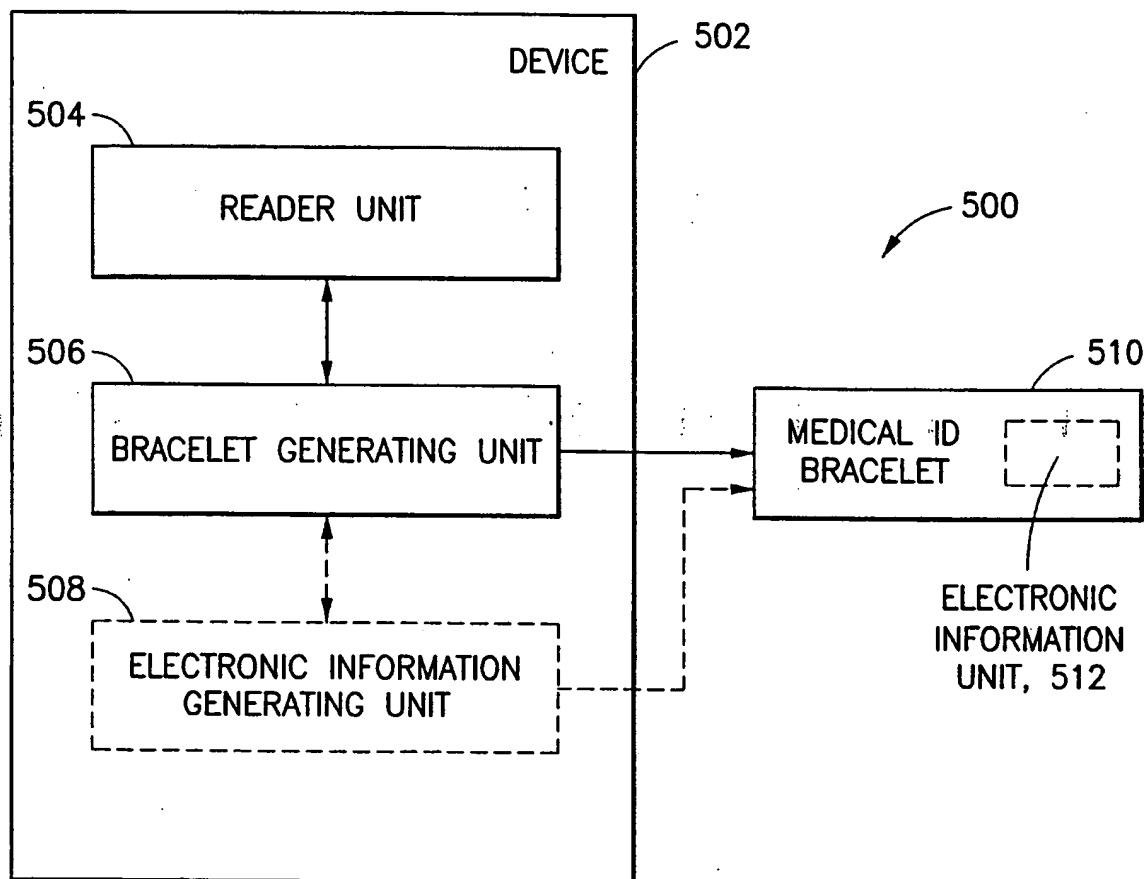 DEVICE
502
504
READER UNIT
500
506
BRACELET GENERATING UNIT
510
MEDICAL ID
BRACELET
508
ELECTRONIC INFORMATION
GENERATING UNIT
ELECTRONIC
INFORMATION
UNIT, 512